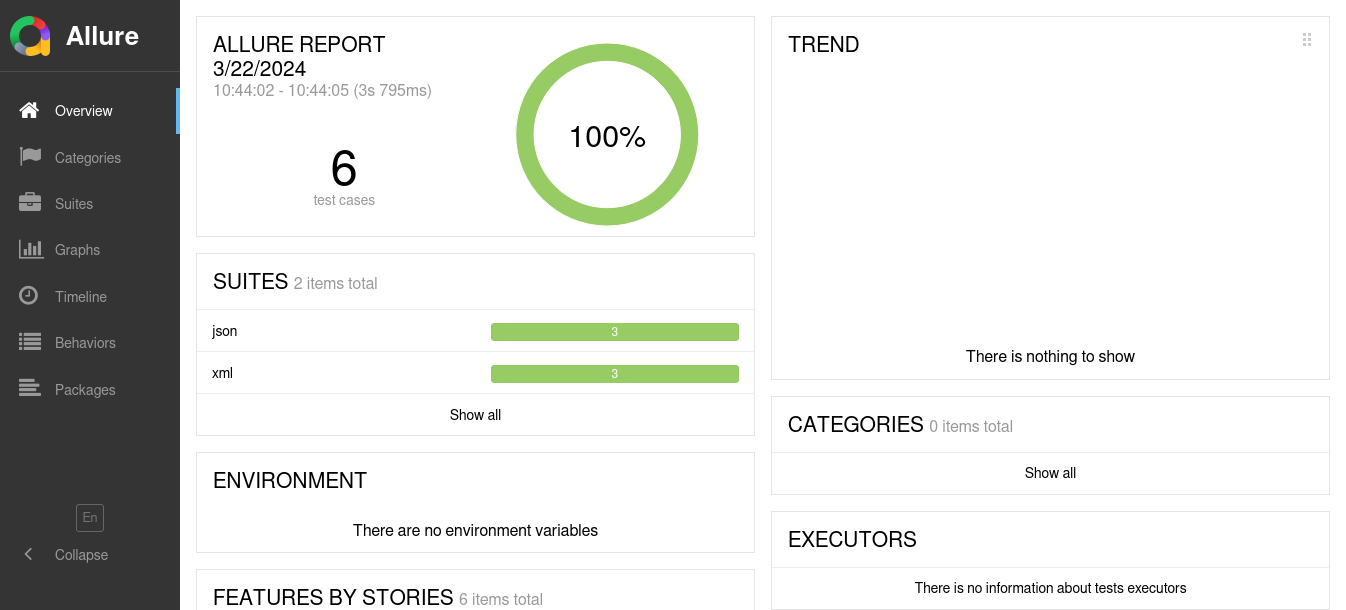 Allure
Overview
Categories
Suites
Graphs
Timeline
Behaviors
Packages
En
Collapse
ALLURE REPORT
3/22/2024
10:44:02 - 10:44:05 (3s 795ms)
6
test cases
100%
SUITES 2 items total
json 3
xml 3
Show all
ENVIRONMENT
There are no environment variables
FEATURES BY STORIES 6 items total
TREND
There is nothing to show
CATEGORIES 0 items total
Show all
EXECUTORS
There is no information about tests executors